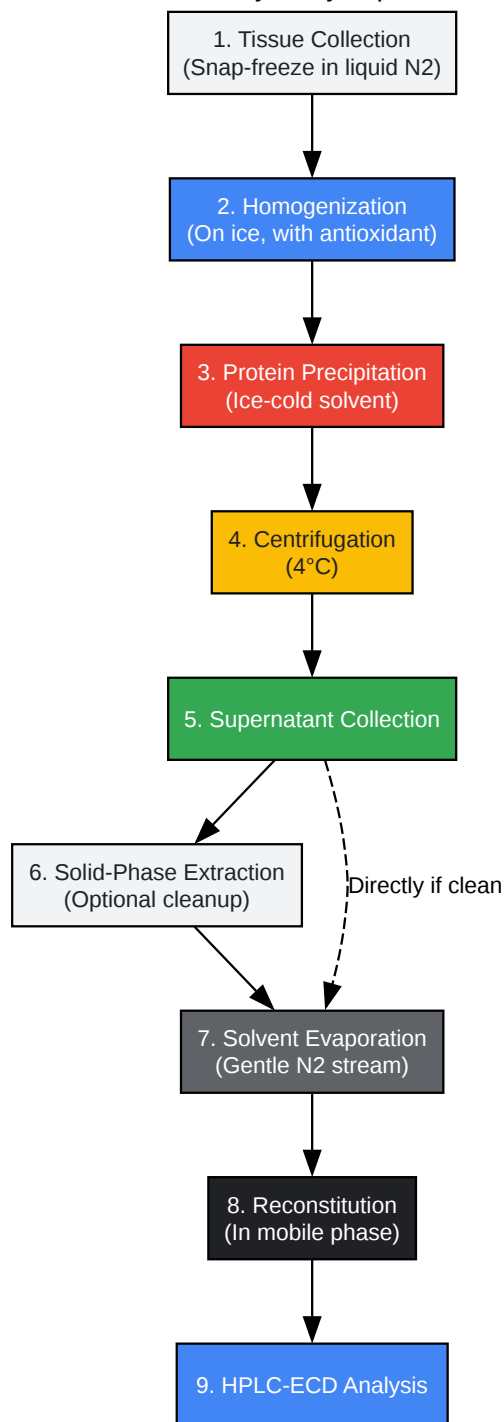 1. Tissue Collection
(Snap-freeze in liquid N2)
2. Homogenization
(On ice, with antioxidant)
3. Protein Precipitation
(Ice-cold solvent)
4. Centrifugation
(4°C)
5. Supernatant Collection
6. Solid-Phase Extraction
(Optional cleanup)
Directly if clean
7. Solvent Evaporation
(Gentle N2 stream)
8. Reconstitution
(In mobile phase)
9. HPLC-ECD Analysis